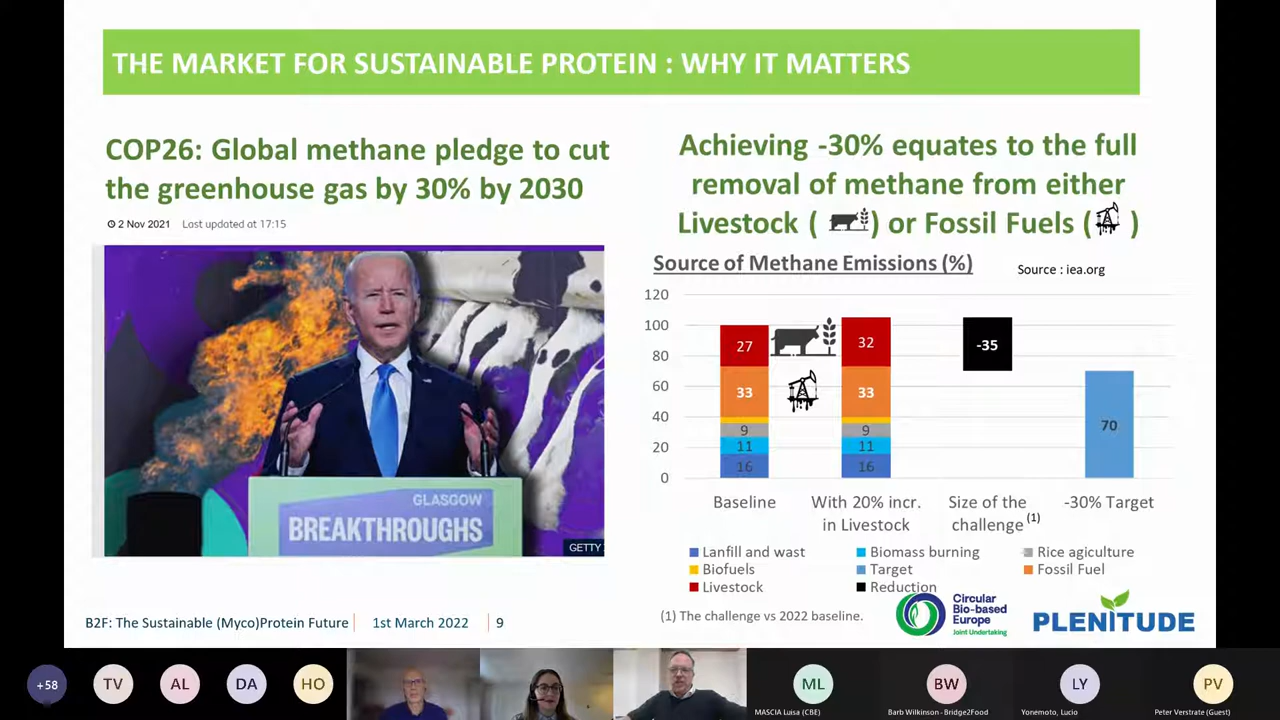 THE MARKET FOR SUSTAINABLE PROTEIN : WHY IT MATTERS
COP26: Global methane pledge to cut
the greenhouse gas by 30% by 2030
2 Nov 2021 Last updated at 17:15
GLASGOW
BREAKTHROUGHS
GETTY
Achieving -30% equates to the full
removal of methane from either
Livestock ( ) or Fossil Fuels ( )
Source of Methane Emissions (%)
Source : iea.org
120
100
80
60
40
20
0
27
33
9
11
16
32
33
9
11
16
-35
70
Baseline
With 20% incr.
in Livestock
Size of the
challenge (1)
-30% Target
Lanfill and wast
Biomass burning
Rice agiculture
Biofuels
Target
Fossil Fuel
Livestock
Reduction
(1) The challenge vs 2022 baseline.
Circular
Bio-based
Europe
Joint Undertaking
PLENITUDE
B2F: The Sustainable (Myco)Protein Future
1st March 2022
9
+58
TV
AL
DA
HO
ML
MASCIA Luisa (CBE)
BW
Barb Wilkinson - Bridge2Food
LY
Yonemoto, Lucio
PV
Peter Verstrate (Guest)